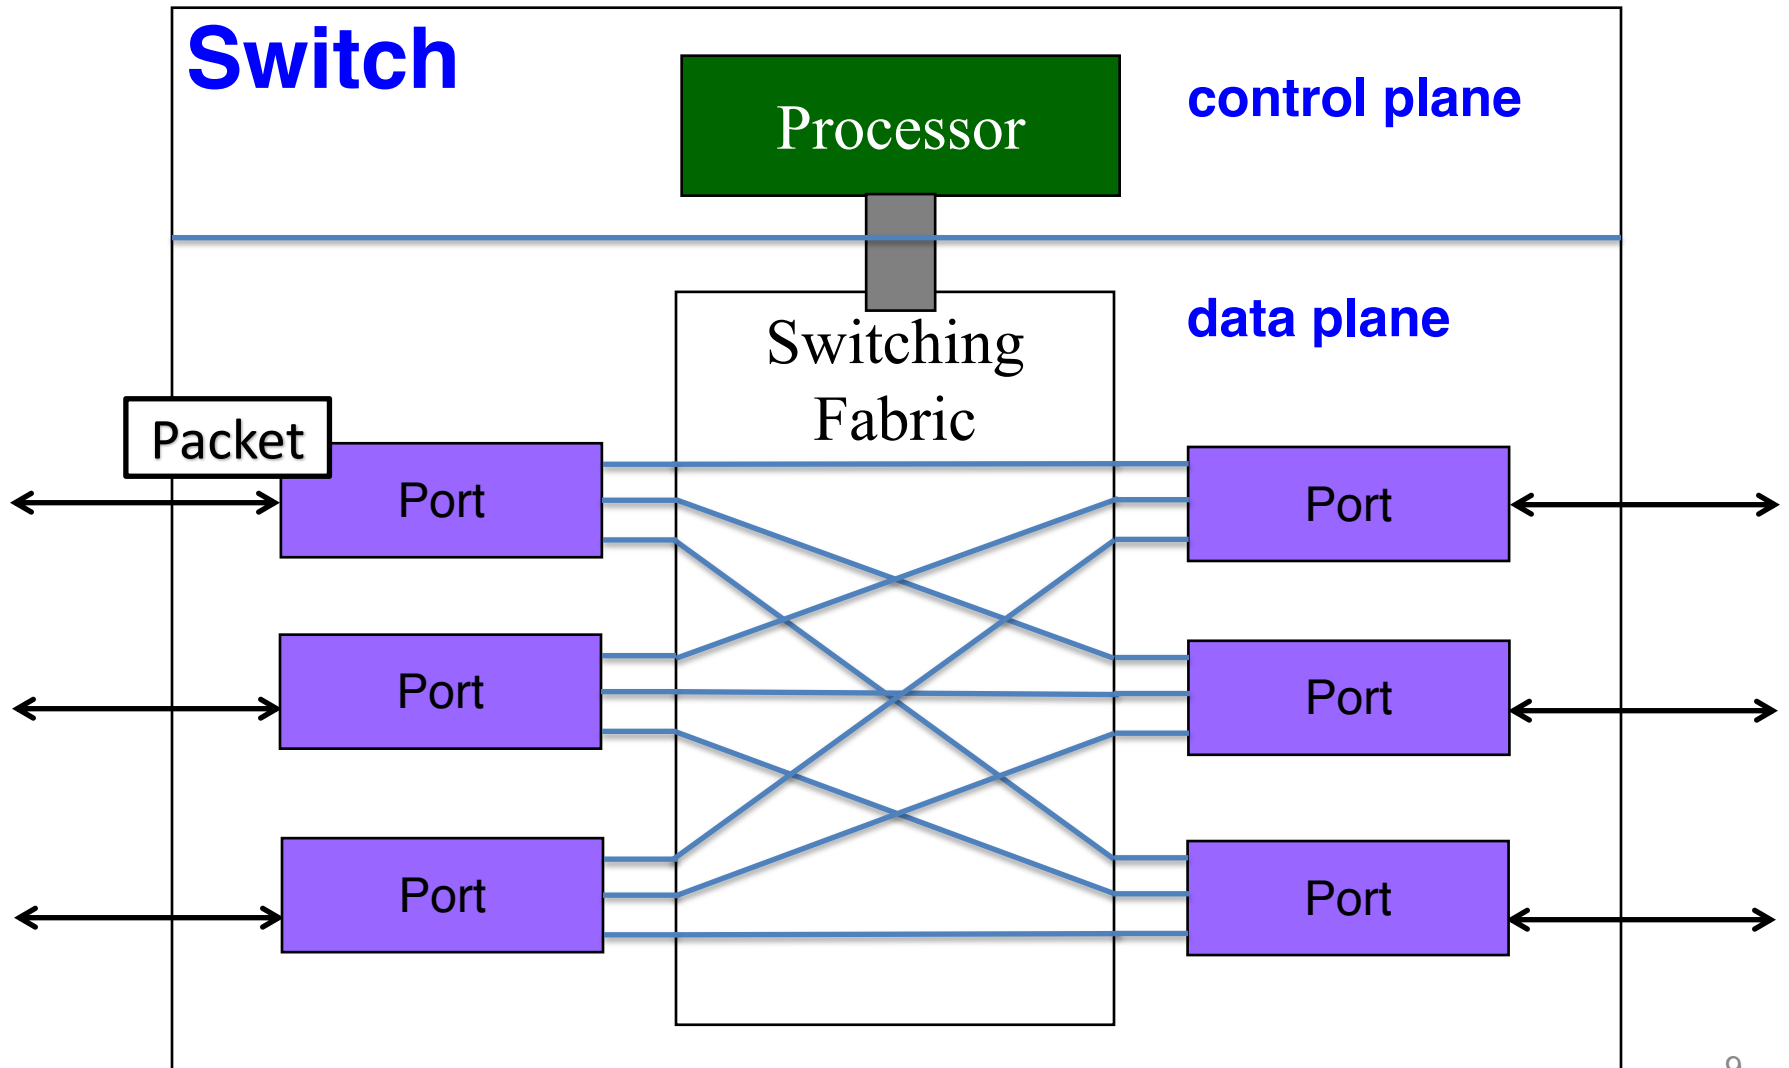 Switch
Processor
control plane
data plane
Switching
Fabric
Packet
Port
Port
Port
Port
Port
Port